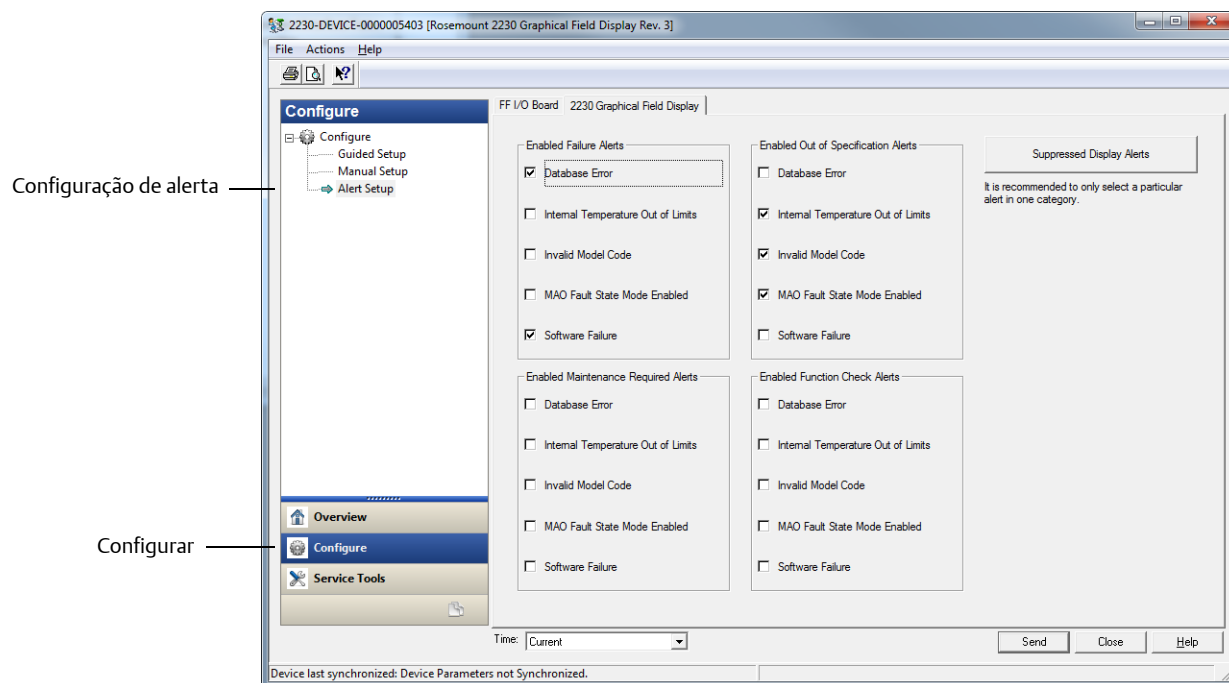 2230-DEVICE-0000005403 [Rosemount 2230 Graphical Field Display Rev. 3]
File Actions Help
Configure
Configure
Guided Setup
Manual Setup
Alert Setup
Configuração de alerta
Overview
Configure
Configurar
Service Tools
FF I/O Board 2230 Graphical Field Display
Enabled Failure Alerts
Database Error
Internal Temperature Out of Limits
Invalid Model Code
MAO Fault State Mode Enabled
Software Failure
Enabled Out of Specification Alerts
Database Error
Internal Temperature Out of Limits
Invalid Model Code
MAO Fault State Mode Enabled
Software Failure
Suppressed Display Alerts
It is recommended to only select a particular
alert in one category.
Enabled Maintenance Required Alerts
Database Error
Internal Temperature Out of Limits
Invalid Model Code
MAO Fault State Mode Enabled
Software Failure
Enabled Function Check Alerts
Database Error
Internal Temperature Out of Limits
Invalid Model Code
MAO Fault State Mode Enabled
Software Failure
Time: Current
Send Close Help
Device last synchronized: Device Parameters not Synchronized.